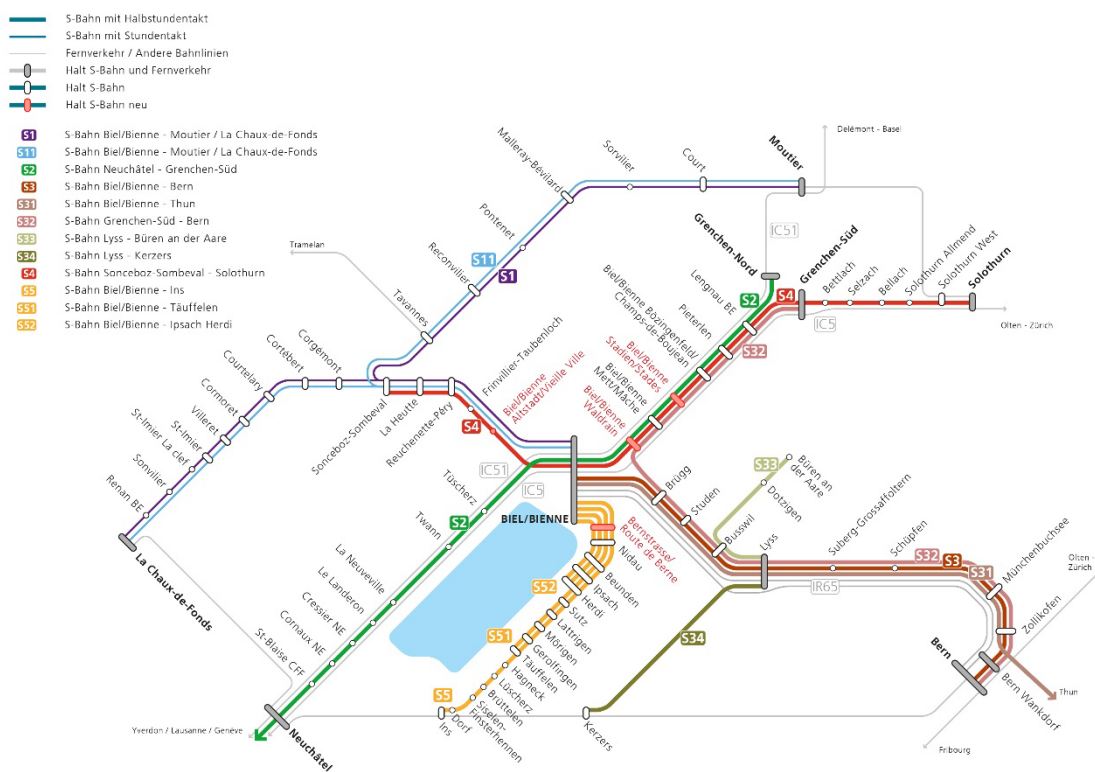 S-Bahn mit Halbstundentakt
S-Bahn mit Stundentakt
Fernverkehr / Andere Bahnlinien
Halt S-Bahn und Fernverkehr
Halt S-Bahn
Halt S-Bahn neu
S1 S-Bahn Biel/Bienne - Moutier / La Chaux-de-Fonds
S11 S-Bahn Biel/Bienne - Moutier / La Chaux-de-Fonds
S2 S-Bahn Neuchâtel - Grenchen-Süd
S3 S-Bahn Biel/Bienne - Bern
S31 S-Bahn Biel/Bienne - Thun
S32 S-Bahn Grenchen-Süd - Bern
S33 S-Bahn Lyss - Büren an der Aare
S34 S-Bahn Lyss - Kerzers
S4 S-Bahn Sonceboz-Sombeval - Solothurn
S5 S-Bahn Biel/Bienne - Ins
S51 S-Bahn Biel/Bienne - Täuffelen
S52 S-Bahn Biel/Bienne - Ipsach Herdi
Delémont - Basel
Moutier
Court
Sorvilier
Malleray-Bévilard
Pontenet
Reconvilier
S11
S1
Tavannes
Tramelan
IC51
Grenchen-Nord
Grenchen-Süd
Bettlach
Selzach
Bellach
Solothurn Allmend
Solothurn West
Solothurn
Olten - Zürich
S2
S4
IC5
S32
Lengnau BE
Pieterlen
Biel/Bienne Bözingenfeld/
Champs-de-Boujean
Biel/Bienne
Stadien/Stades
Biel/Bienne
Mett/Mâche
Biel/Bienne
Waldrain
Frinvillier-Taubenloch
Biel/Bienne
Altstadt/Vieille Ville
Corgémont
Cortébert
Courtelary
Cormoret
Villeret
St-Imier
St-Imier La clef
Sonvilier
Renan BE
La Chaux-de-Fonds
Sonceboz-Sombeval
La Heutte
Reuchenette-Péry
S4
IC51
IC5
BIEL/BIENNE
Tüscherz
Twann
S2
La Neuveville
Le Landeron
Cressier NE
Cornaux NE
St-Blaise CFF
Neuchâtel
Yverdon / Lausanne / Genève
Bernstrasse/
Route de Berne
Nidau
Beunden
Ipsach
Herdi
Sutz
Lattrigen
Mörigen
Gerolfingen
Täuffelen
Hagneck
Lüscherz
Brüttelen
Siselen-
Finsterhennen
Dorf
Ins
S52
S51
S5
Brügg
Studen
Busswil
Lyss
S33
Büren an
der Aare
Dotzigen
Suberg-Grossaffoltern
Schüpfen
S32
S3
S31
IR65
Münchenbuchsee
Olten -
Zürich
Zollikofen
Bern
Bern Wankdorf
Thun
Fribourg
S34
Kerzers